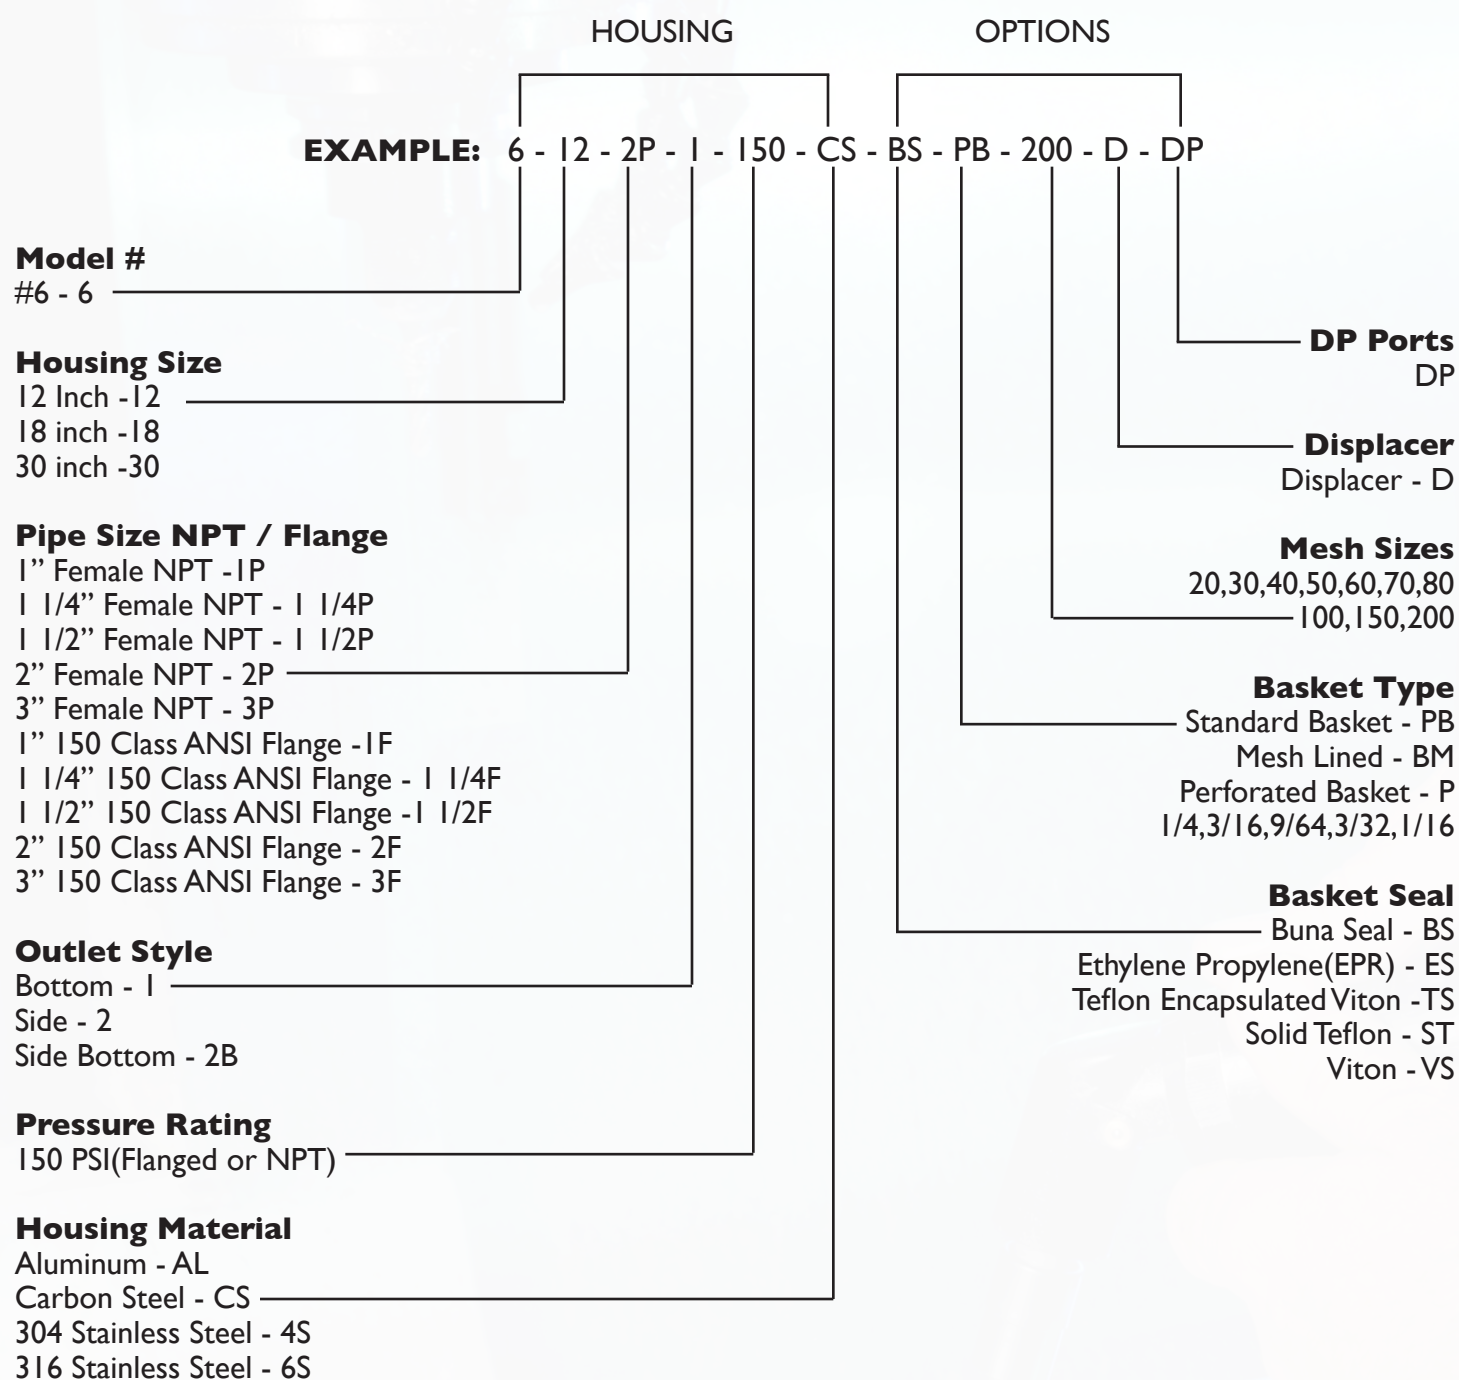 HOUSING OPTIONS
EXAMPLE: 6 - 12 - 2P - 1 - 150 - CS - BS - PB - 200 - D - DP
Model #
#6 - 6
Housing Size
12 Inch -12
18 inch -18
30 inch -30
Pipe Size NPT / Flange
1” Female NPT -1P
1 1/4” Female NPT - 1 1/4P
1 1/2” Female NPT - 1 1/2P
2” Female NPT - 2P
3” Female NPT - 3P
1” 150 Class ANSI Flange -1F
1 1/4” 150 Class ANSI Flange - 1 1/4F
1 1/2” 150 Class ANSI Flange -1 1/2F
2” 150 Class ANSI Flange - 2F
3” 150 Class ANSI Flange - 3F
Outlet Style
Bottom - 1
Side - 2
Side Bottom - 2B
Pressure Rating
150 PSI(Flanged or NPT)
Housing Material
Aluminum - AL
Carbon Steel - CS
304 Stainless Steel - 4S
316 Stainless Steel - 6S
DP Ports
DP
Displacer
Displacer - D
Mesh Sizes
20,30,40,50,60,70,80
100,150,200
Basket Type
Standard Basket - PB
Mesh Lined - BM
Perforated Basket - P
1/4,3/16,9/64,3/32,1/16
Basket Seal
Buna Seal - BS
Ethylene Propylene(EPR) - ES
Teflon Encapsulated Viton -TS
Solid Teflon - ST
Viton - VS